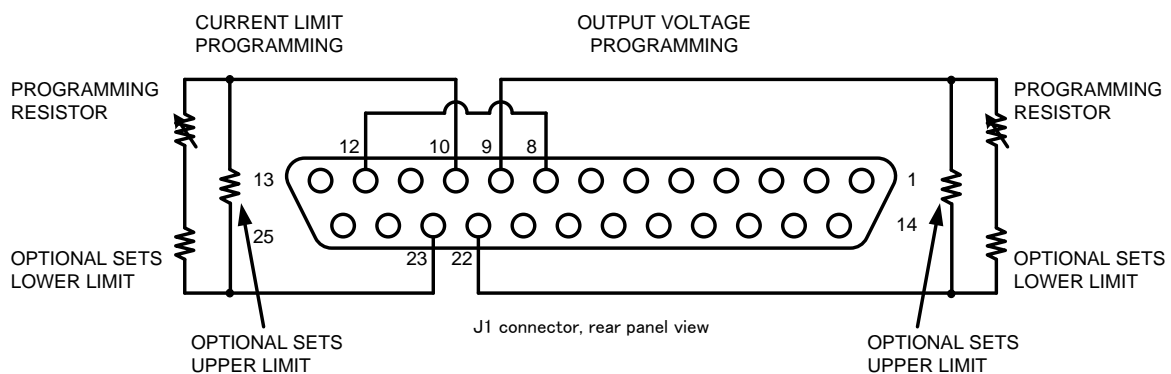 CURRENT LIMIT
PROGRAMMING
OUTPUT VOLTAGE
PROGRAMMING
PROGRAMMING
RESISTOR
PROGRAMMING
RESISTOR
12
10
9
8
13
1
25
14
OPTIONAL SETS
LOWER LIMIT
23
22
OPTIONAL SETS
LOWER LIMIT
J1 connector, rear panel view
OPTIONAL SETS
UPPER LIMIT
OPTIONAL SETS
UPPER LIMIT